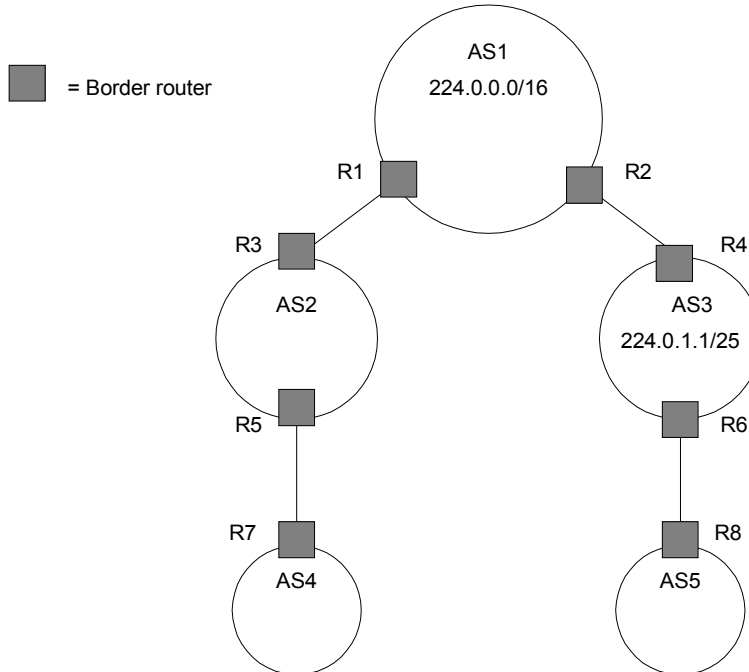 AS1
224.0.0.0/16
= Border router
R1
R2
R3
R4
AS2
AS3
224.0.1.1/25
R5
R6
R7
R8
AS4
AS5